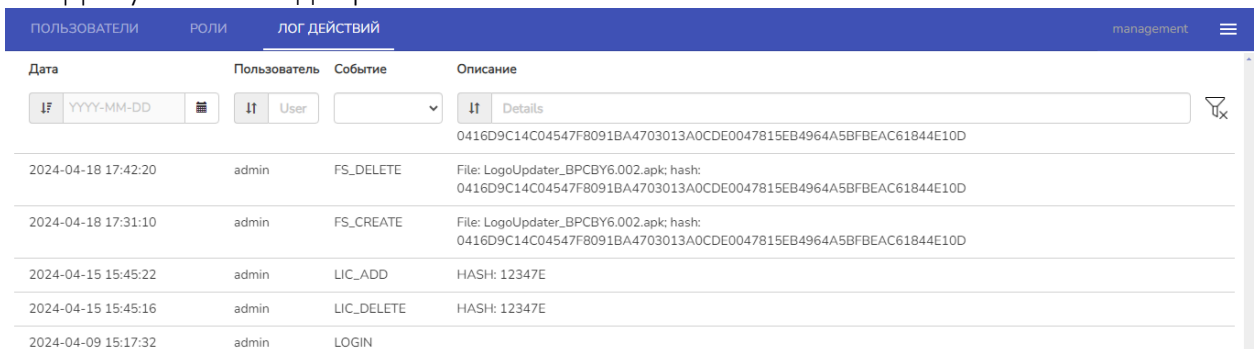 ПОЛЬЗОВАТЕЛИ РОЛИ ЛОГ ДЕЙСТВИЙ management
Дата Пользователь Событие Описание
YYYY-MM-DD User Details
0416D9C14C04547F8091BA4703013A0CDE0047815EB4964A5BFBEAC61844E10D
2024-04-18 17:42:20 admin FS_DELETE File: LogoUpdater_BPCBY6.002.apk; hash:
0416D9C14C04547F8091BA4703013A0CDE0047815EB4964A5BFBEAC61844E10D
2024-04-18 17:31:10 admin FS_CREATE File: LogoUpdater_BPCBY6.002.apk; hash:
0416D9C14C04547F8091BA4703013A0CDE0047815EB4964A5BFBEAC61844E10D
2024-04-15 15:45:22 admin LIC_ADD HASH: 12347E
2024-04-15 15:45:16 admin LIC_DELETE HASH: 12347E
2024-04-09 15:17:32 admin LOGIN